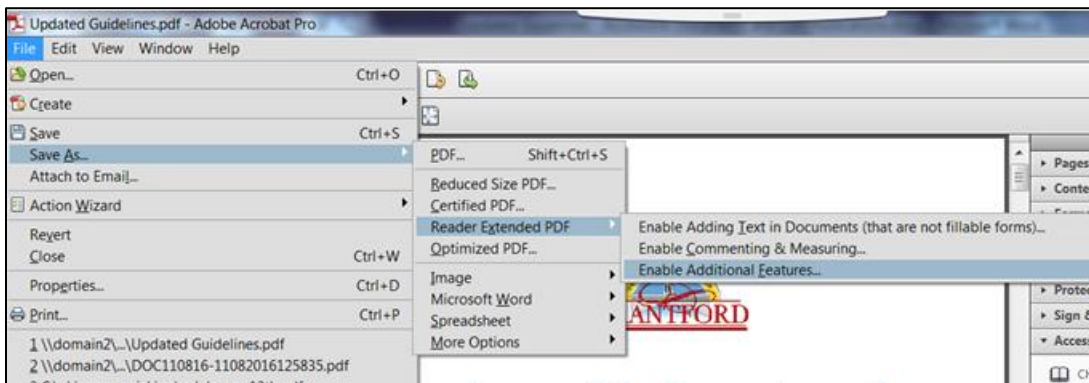 Updated Guidelines.pdf - Adobe Acrobat Pro
File Edit View Window Help
Open... Ctrl+O
Create
Save Ctrl+S
Save As...
Attach to Email...
Action Wizard
Revert
Close Ctrl+W
Properties... Ctrl+D
Print... Ctrl+P
1 \\domain2\...\Updated Guidelines.pdf
2 \\domain2\...\DOC110816-11082016125835.pdf
PDF... Shift+Ctrl+S
Reduced Size PDF...
Certified PDF...
Reader Extended PDF
Optimized PDF...
Image
Microsoft Word
Spreadsheet
More Options
Enable Adding Text in Documents (that are not fillable forms)...
Enable Commenting & Measuring...
Enable Additional Features...
ANTFORD
Pages
Conte
Prote
Sign &
Acces